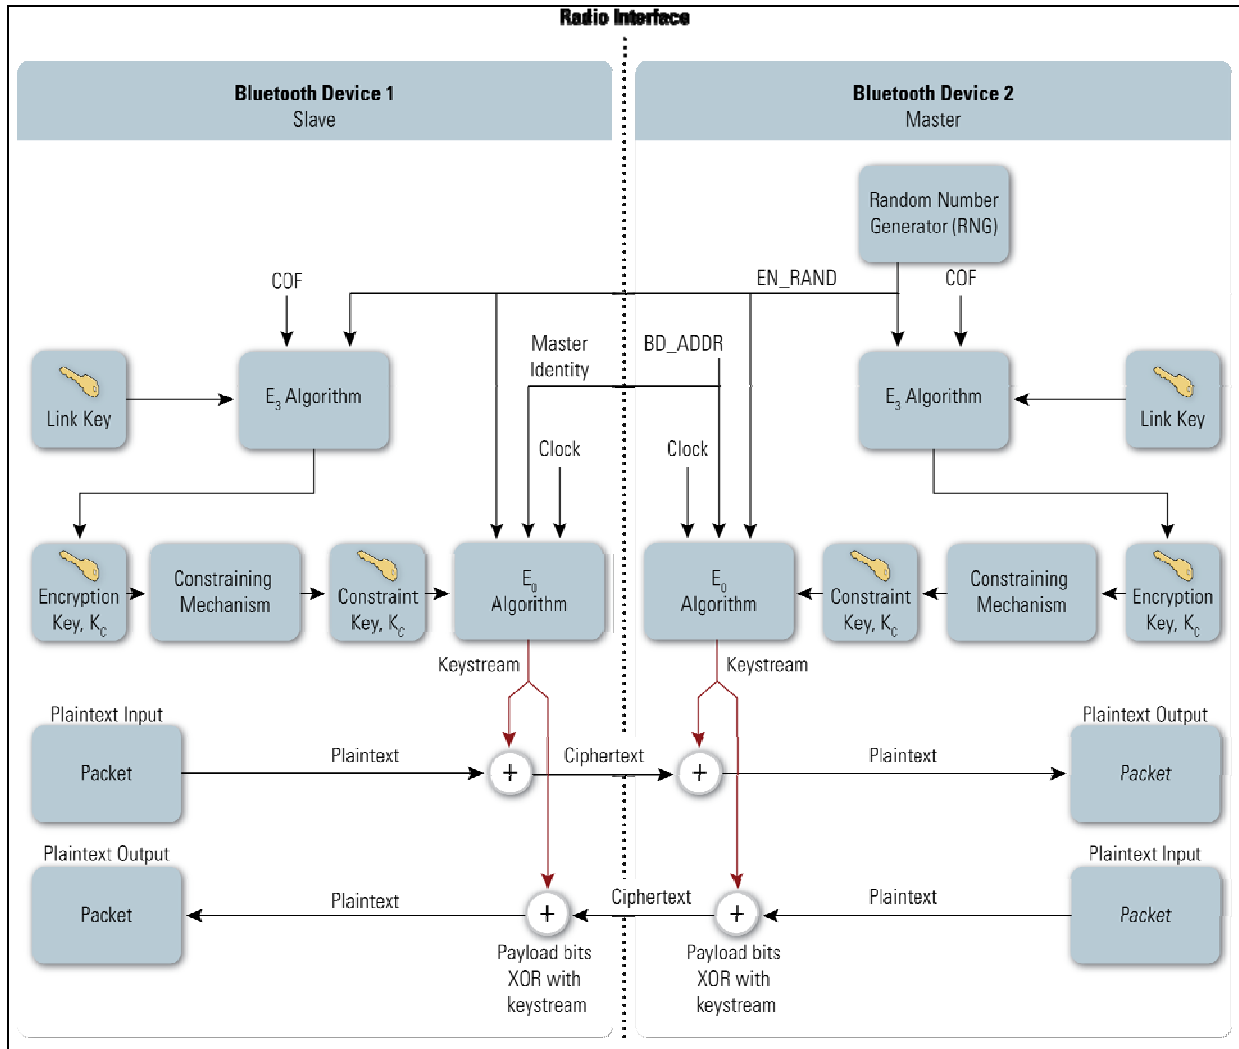 Radio Interface
Bluetooth Device 1
Slave
Bluetooth Device 2
Master
Random Number
Generator (RNG)
COF
EN_RAND
COF
Master
Identity
BD_ADDR
Link Key
E3 Algorithm
E3 Algorithm
Link Key
Clock
Clock
Encryption
Key, KC
Constraining
Mechanism
Constraint
Key, KC
E0
Algorithm
E0
Algorithm
Constraint
Key, KC
Constraining
Mechanism
Encryption
Key, KC
Keystream
Keystream
Plaintext Input
Packet
Plaintext
+
Ciphertext
+
Plaintext
Plaintext Output
Packet
Plaintext Output
Packet
Plaintext
+
Ciphertext
+
Plaintext
Plaintext Input
Packet
Payload bits
XOR with
keystream
Payload bits
XOR with
keystream